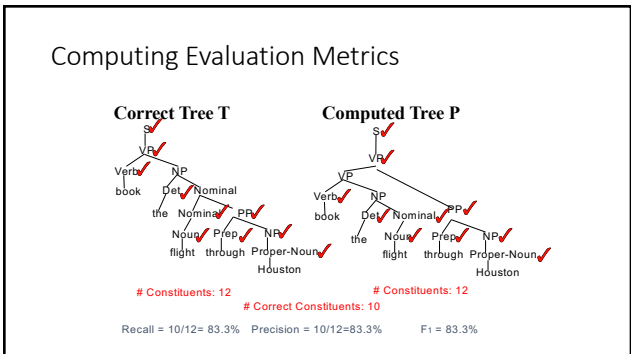 Computing Evaluation Metrics
Correct Tree T
Computed Tree P
S
VP
Verb
NP
book
Det
Nominal
the
Nominal
PP
Noun
Prep
NP
flight
through
Proper-Noun
Houston
S
VP
VP
Verb
NP
PP
book
Det
Nominal
the
Noun
Prep
NP
flight
through
Proper-Noun
Houston
# Constituents: 12
# Constituents: 12
# Correct Constituents: 10
Recall = 10/12= 83.3% Precision = 10/12=83.3% F1 = 83.3%